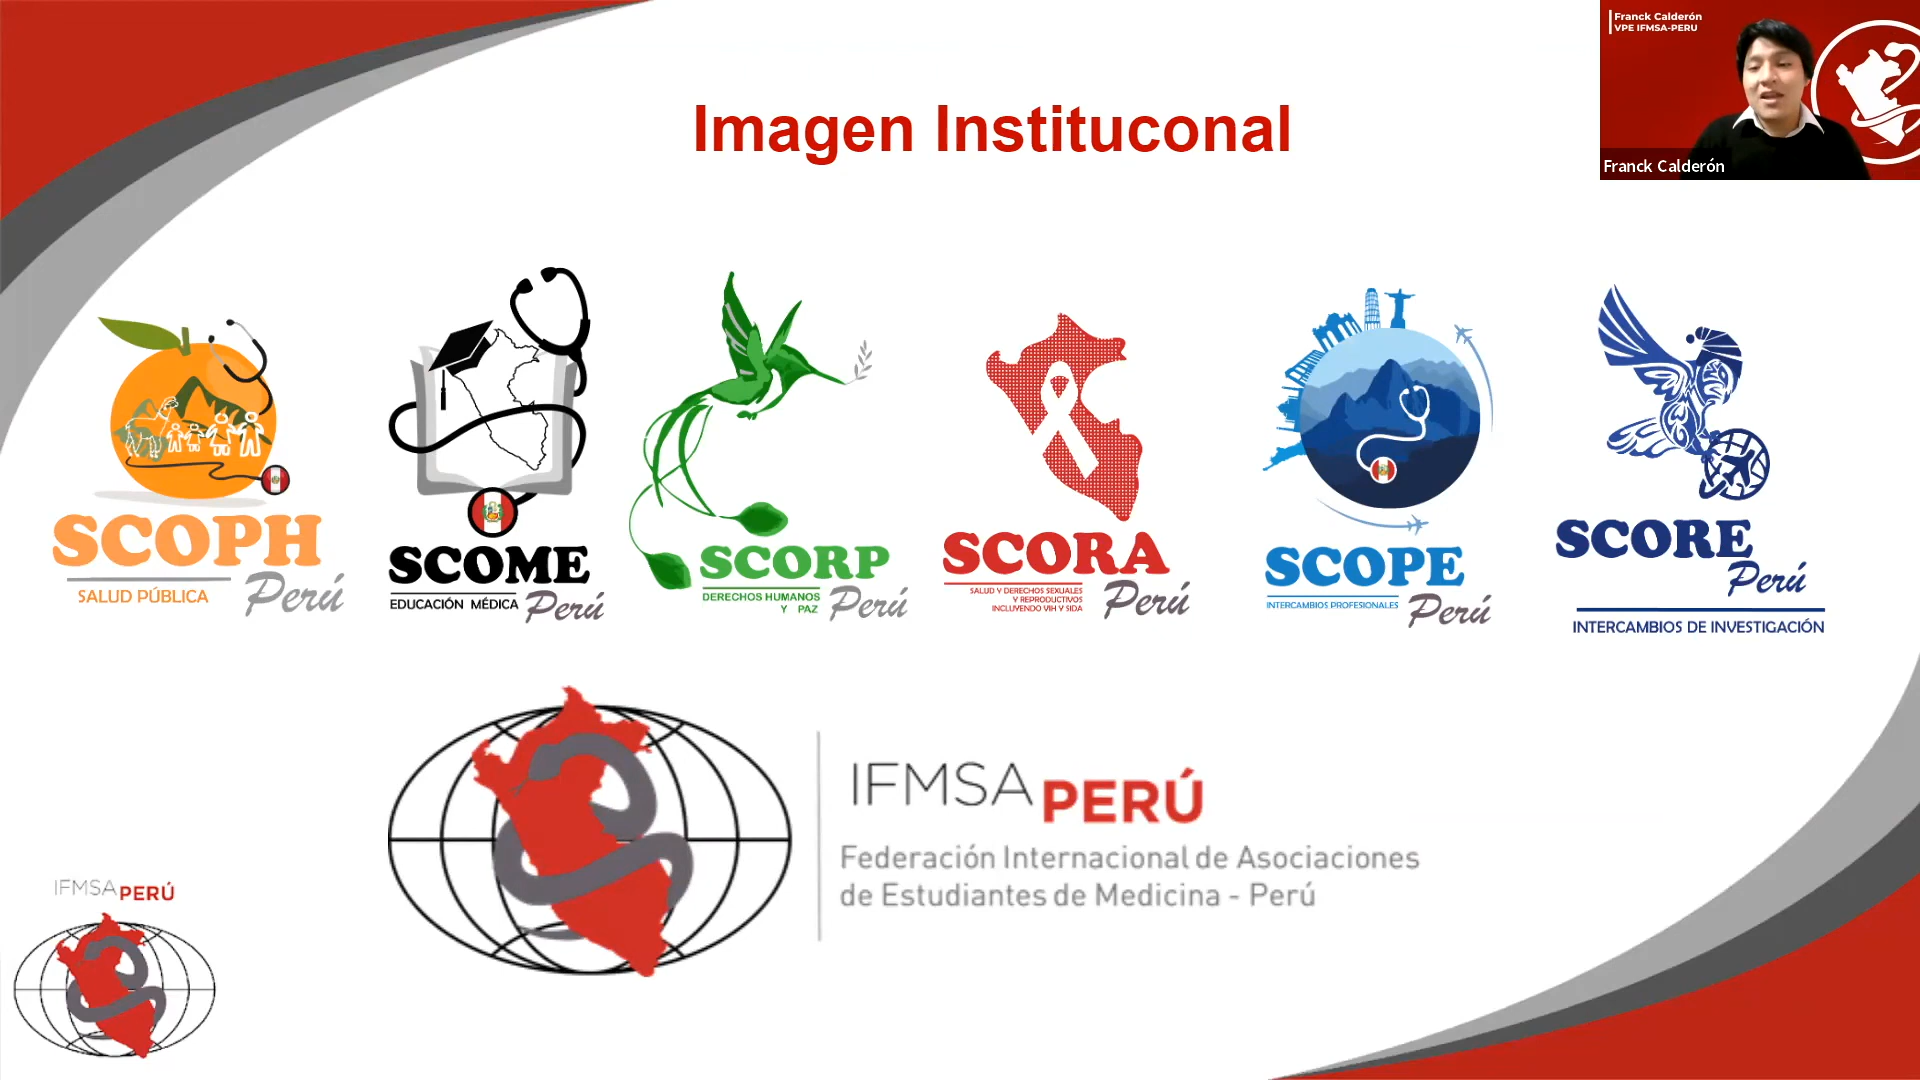 Franck Calderón
VPE IFMSA-PERU
Franck Calderón
Imagen Instituconal
SCOPH
SALUD PÚBLICA
Perú
SCOME
EDUCACIÓN MÉDICA
Perú
SCORP
DERECHOS HUMANOS
Y PAZ
Perú
SCORA
SALUD Y DERECHOS SEXUALES
Y REPRODUCTIVOS
INCLUYENDO VIH Y SIDA
Perú
SCOPE
INTERCAMBIOS PROFESIONALES
Perú
SCORE
Perú
INTERCAMBIOS DE INVESTIGACIÓN
IFMSA PERÚ
Federación Internacional de Asociaciones
de Estudiantes de Medicina - Perú
IFMSA PERÚ